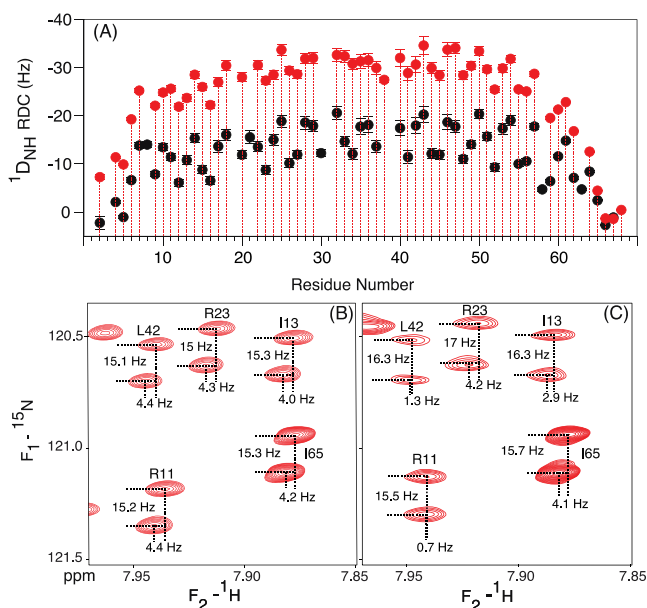 (A)
-40
-30
-20
-10
0
¹D_NH RDC (Hz)
0 10 20 30 40 50 60
Residue Number
(B)
120.5
121.0
121.5
F₁ - ¹⁵N
L42
R23
I13
15.1 Hz
15 Hz
15.3 Hz
4.4 Hz
4.3 Hz
4.0 Hz
15.3 Hz
I65
4.2 Hz
R11
15.2 Hz
4.4 Hz
ppm
7.95 7.90 7.85
F₂ - ¹H
(C)
L42
R23
I13
16.3 Hz
17 Hz
16.3 Hz
1.3 Hz
4.2 Hz
2.9 Hz
15.7 Hz
I65
4.1 Hz
R11
15.5 Hz
0.7 Hz
7.95 7.90 7.85
F₂ - ¹H